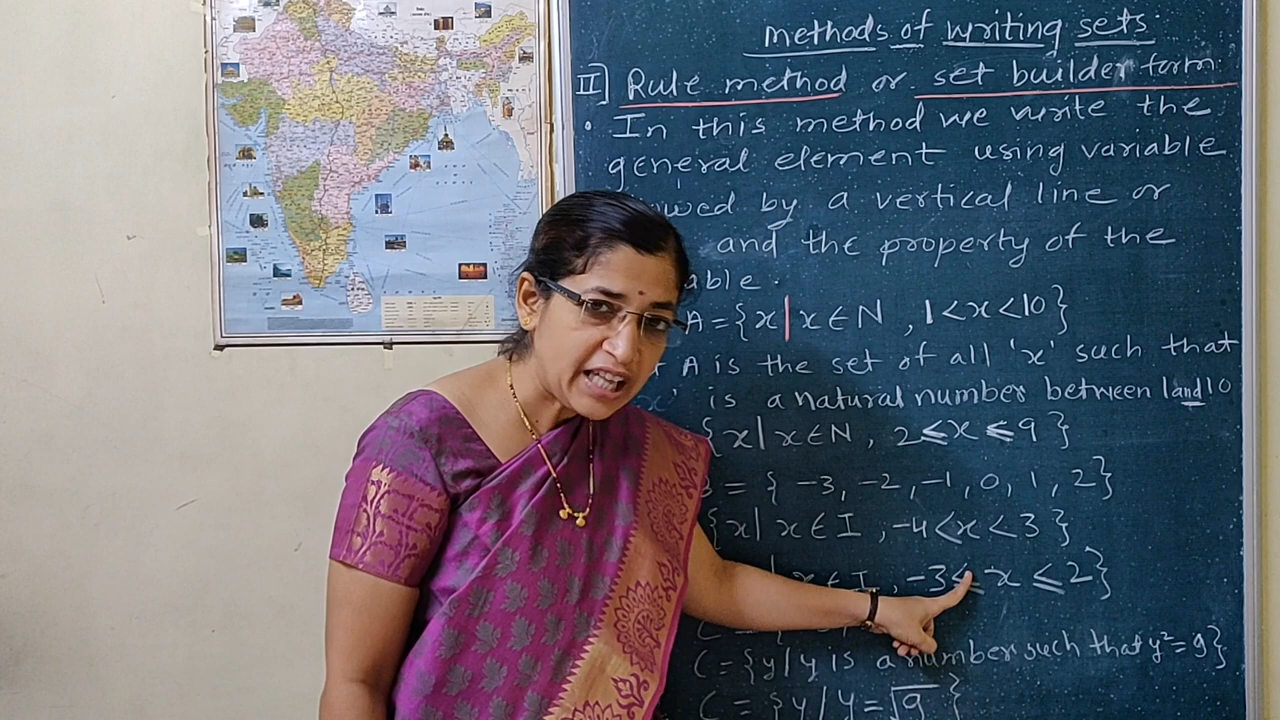 methods of writing sets
II] Rule method or set builder form
• In this method we write the
general element using variable
by a vertical line or
and the property of the
A = {x | x ∈ N , 1 < x < 10}
A is the set of all 'x' such that
'x' is a natural number between 1 and 10
{x | x ∈ N , 2 ≤ x ≤ 9}
= { -3, -2, -1, 0, 1, 2}
{x | x ∈ I , -4 < x < 3}
| x ∈ I , -3 ≤ x ≤ 2}
C = {y / y is a number such that y² = 9}
C = {y / y = √9 }